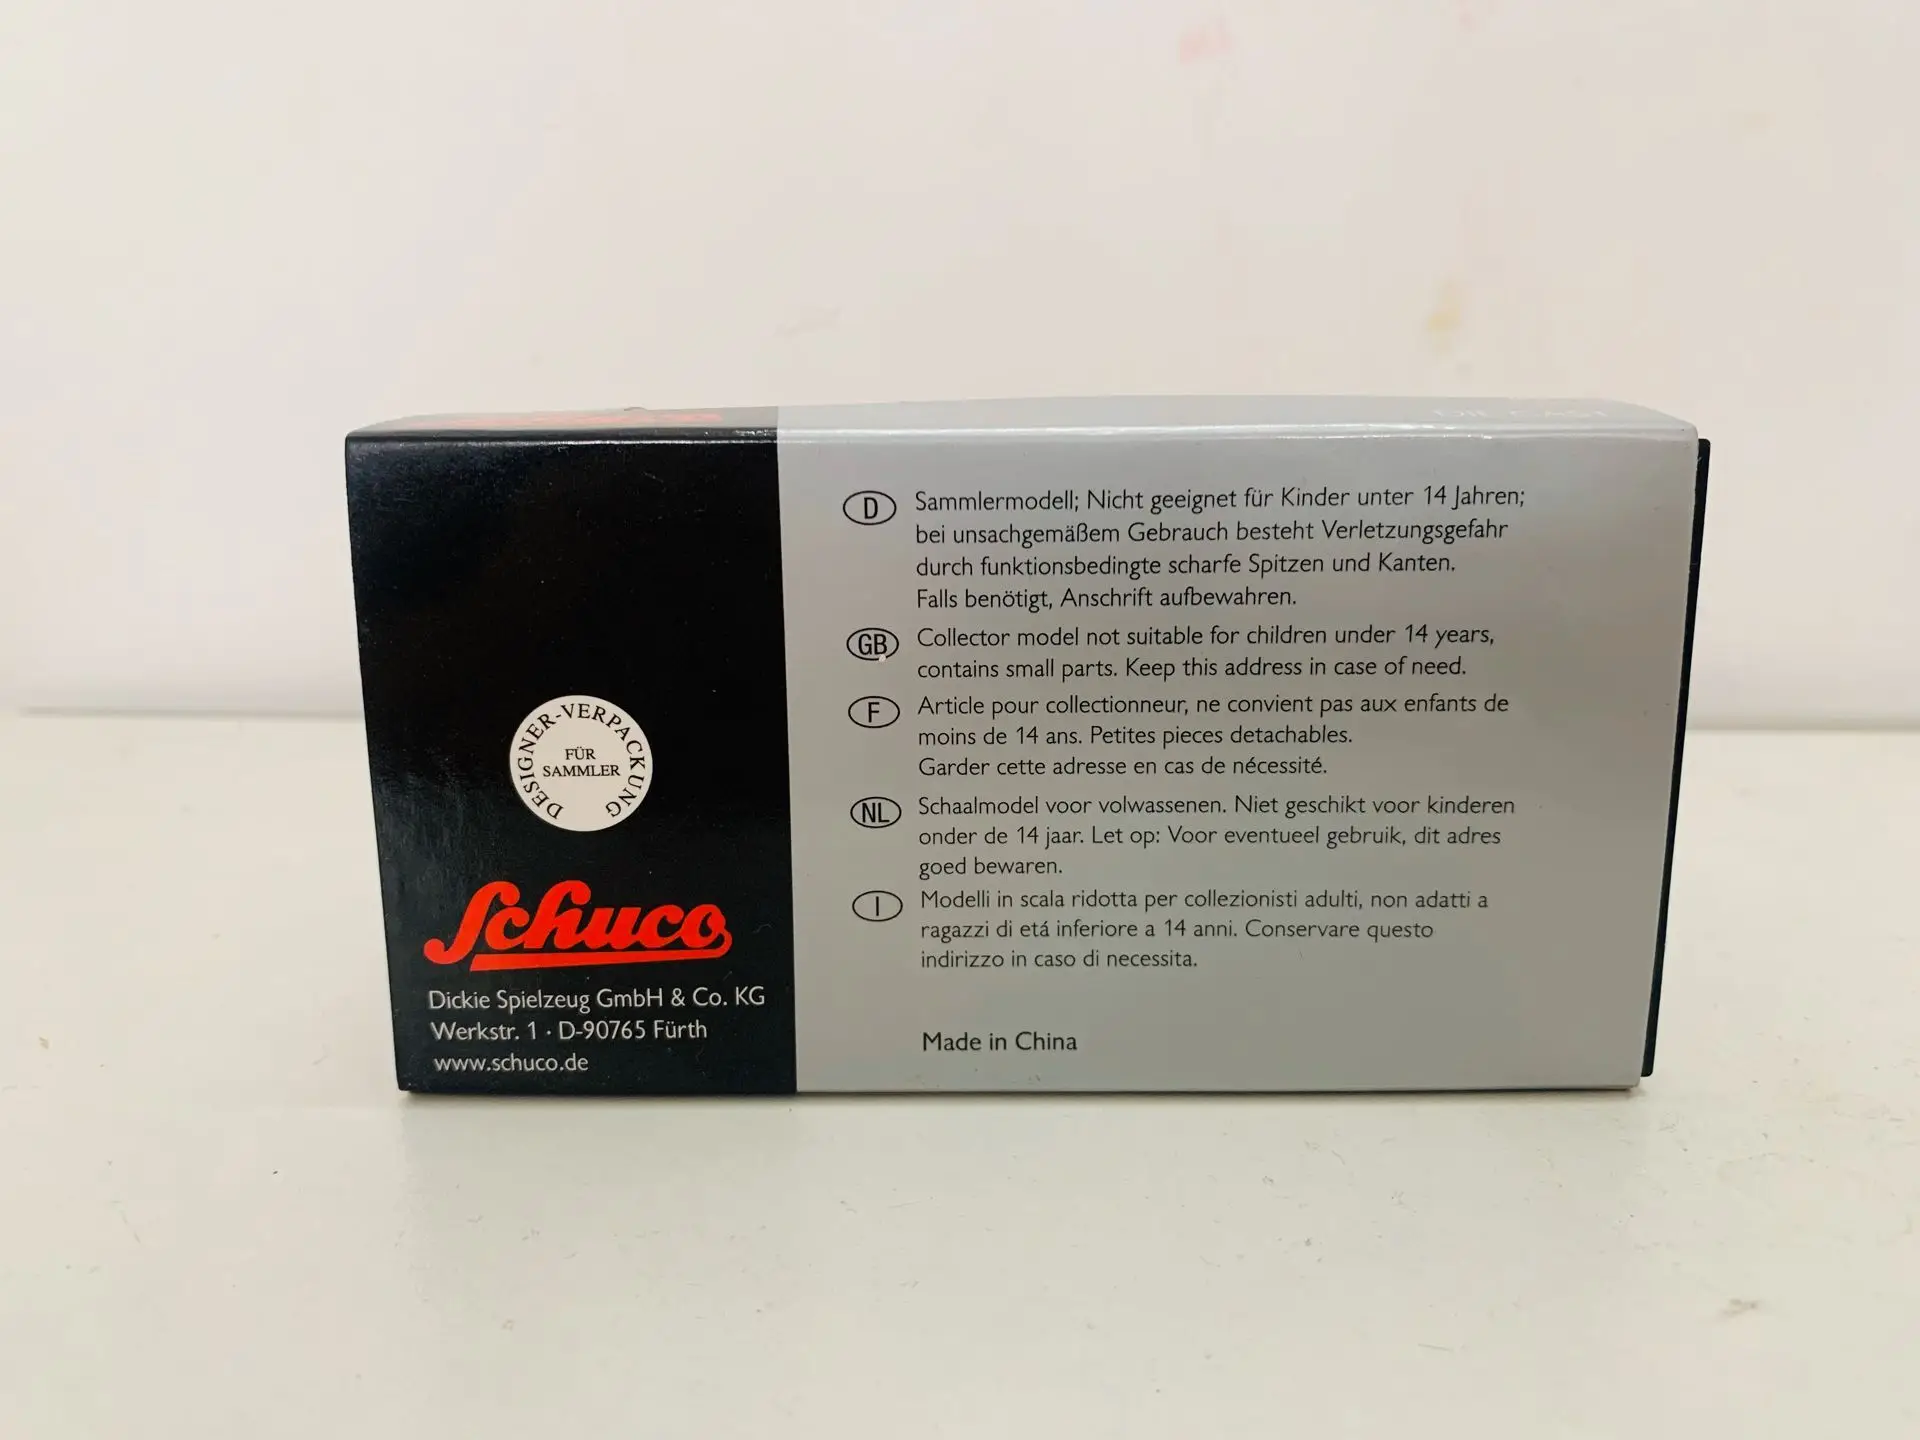 DIE CAST
DESIGNER-VERPACKUNG
FÜR
SAMMLER
Schuco
Dickie Spielzeug GmbH & Co. KG
Werkstr. 1 · D-90765 Fürth
www.schuco.de
D Sammlermodell; Nicht geeignet für Kinder unter 14 Jahren;
bei unsachgemäßem Gebrauch besteht Verletzungsgefahr
durch funktionsbedingte scharfe Spitzen und Kanten.
Falls benötigt, Anschrift aufbewahren.
GB Collector model not suitable for children under 14 years,
contains small parts. Keep this address in case of need.
F Article pour collectionneur, ne convient pas aux enfants de
moins de 14 ans. Petites pieces detachables.
Garder cette adresse en cas de nécessité.
NL Schaalmodel voor volwassenen. Niet geschikt voor kinderen
onder de 14 jaar. Let op: Voor eventueel gebruik, dit adres
goed bewaren.
I Modelli in scala ridotta per collezionisti adulti, non adatti a
ragazzi di etá inferiore a 14 anni. Conservare questo
indirizzo in caso di necessita.
Made in China